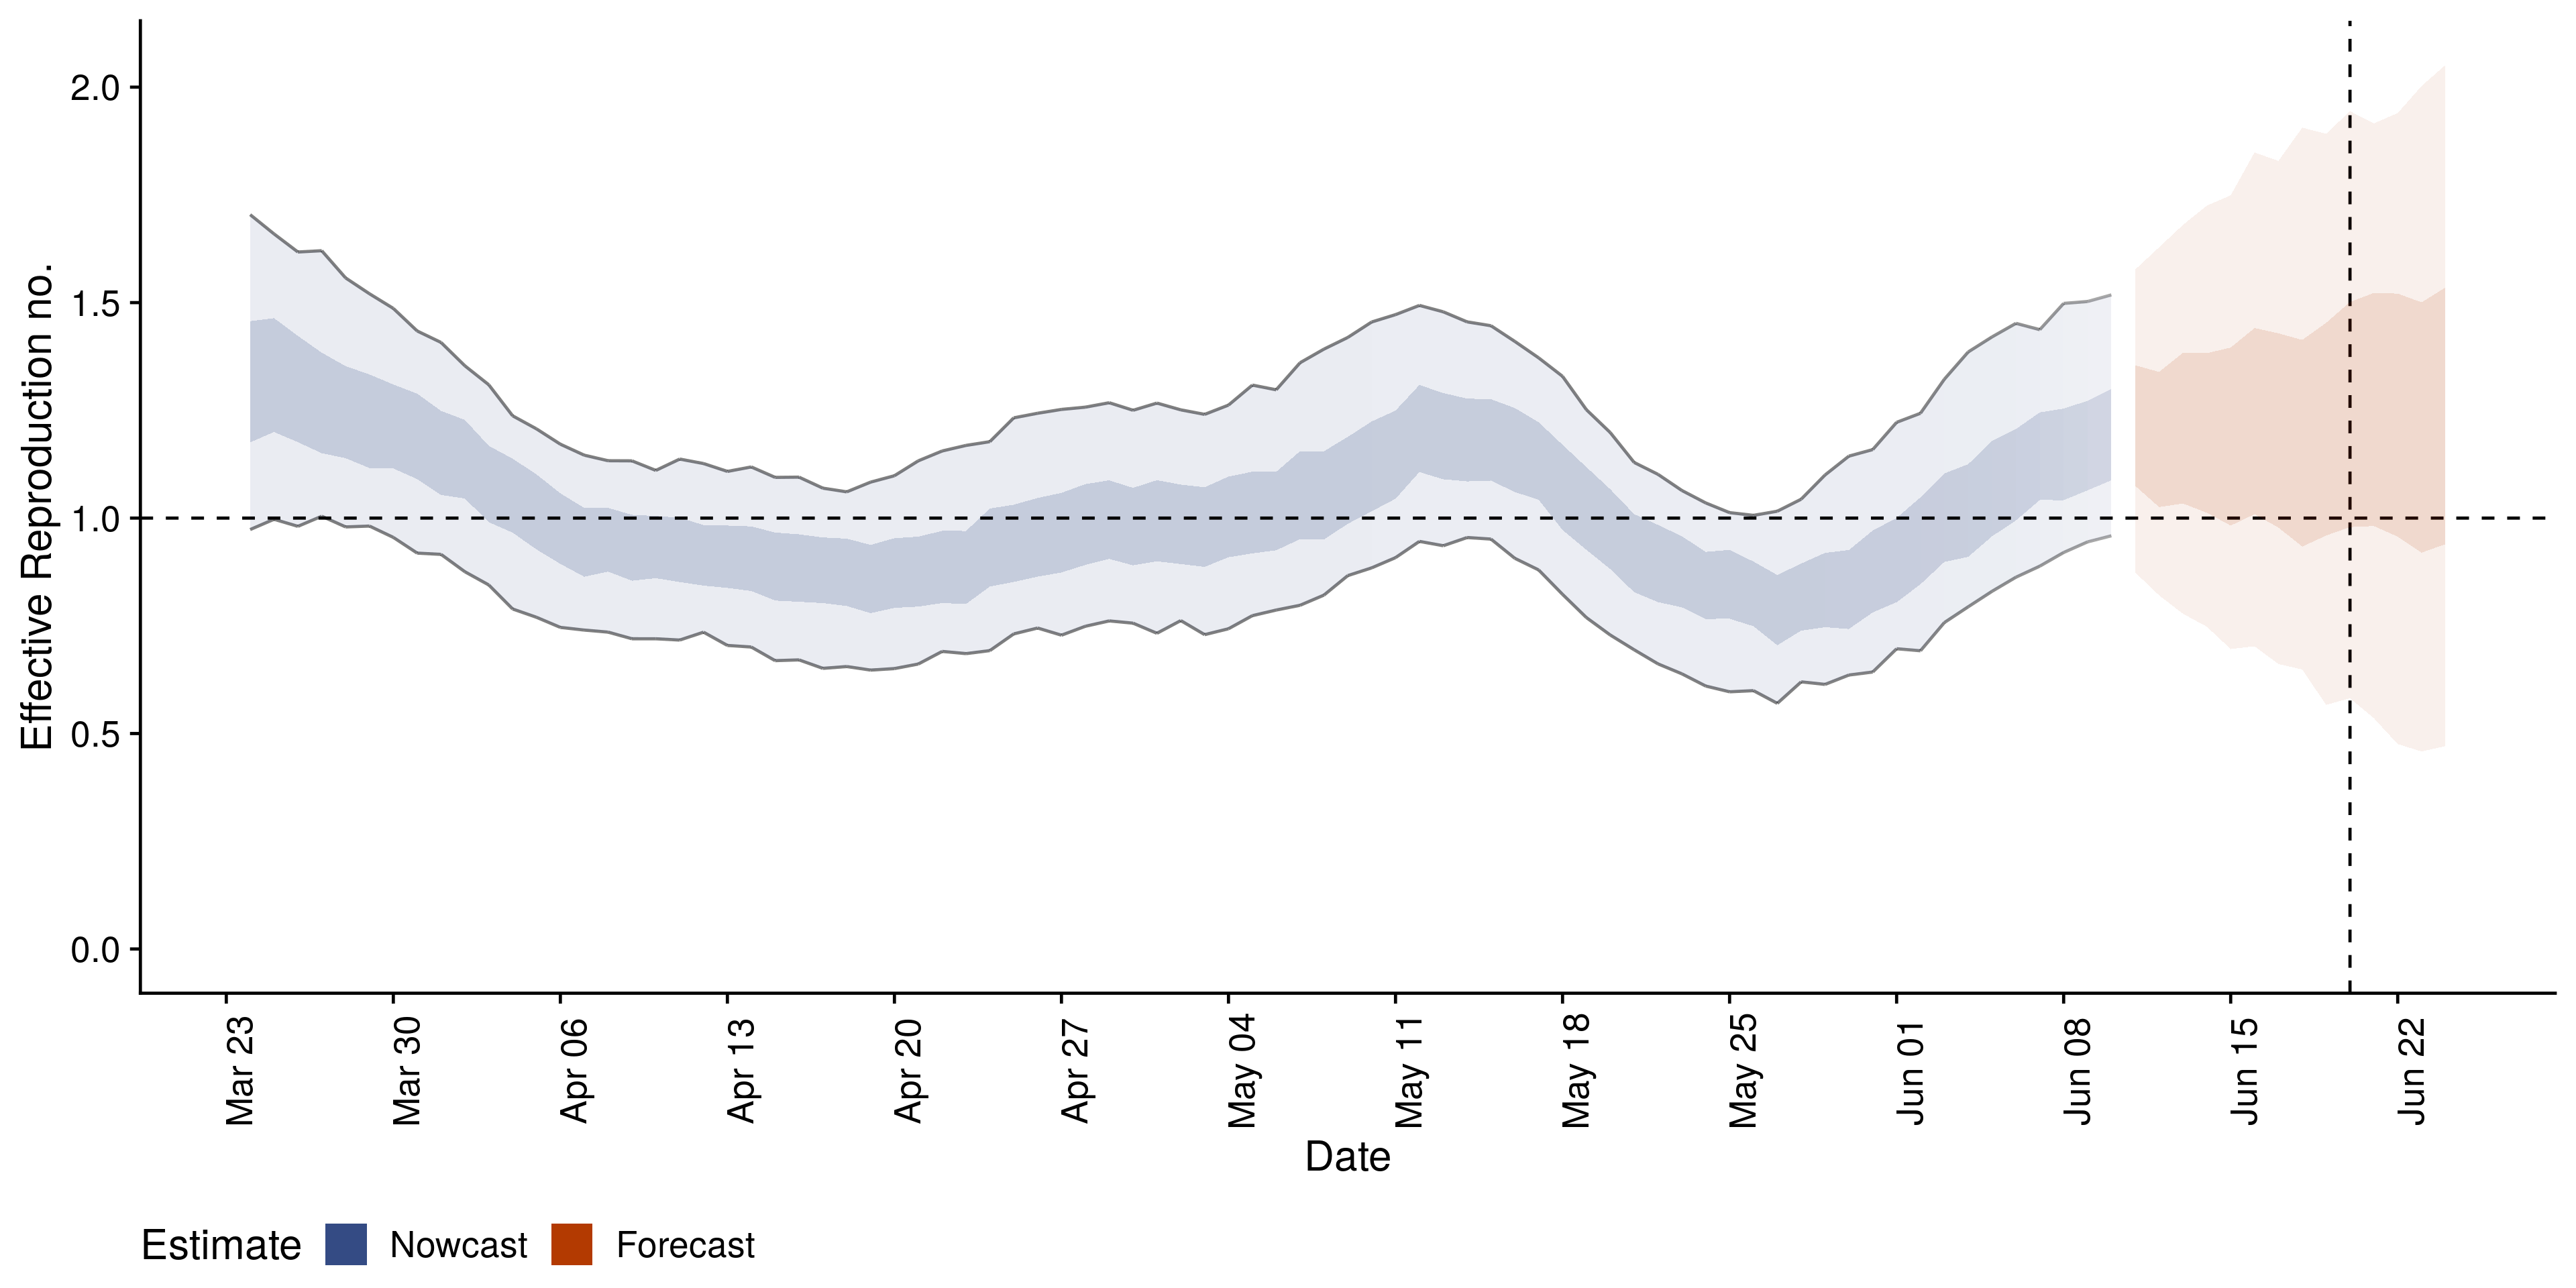 Effective Reproduction no.
2.0
1.5
1.0
0.5
0.0
Mar 23
Mar 30
Apr 06
Apr 13
Apr 20
Apr 27
May 04
May 11
May 18
May 25
Jun 01
Jun 08
Jun 15
Jun 22
Date
Estimate Nowcast Forecast